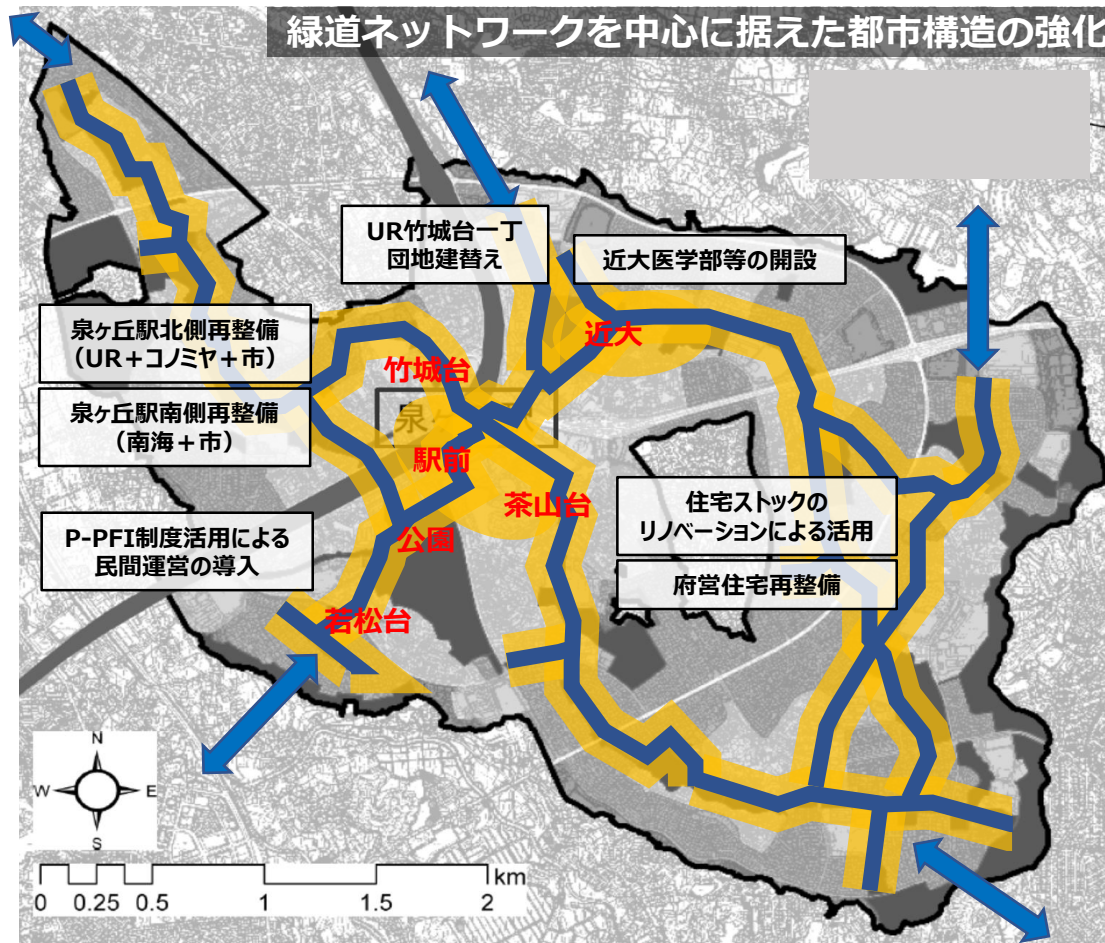 緑道ネットワークを中心に据えた都市構造の強化
UR竹城台一丁
団地建替え
近大医学部等の開設
泉ヶ丘駅北側再整備
（UR＋コノミヤ＋市）
近大
竹城台
泉ヶ丘駅南側再整備
（南海＋市）
泉
駅前
茶山台
住宅ストックの
リノベーションによる活用
P-PFI制度活用による
民間運営の導入
公園
府営住宅再整備
若松台
N
W
E
S
km
0 0.25 0.5 1 1.5 2